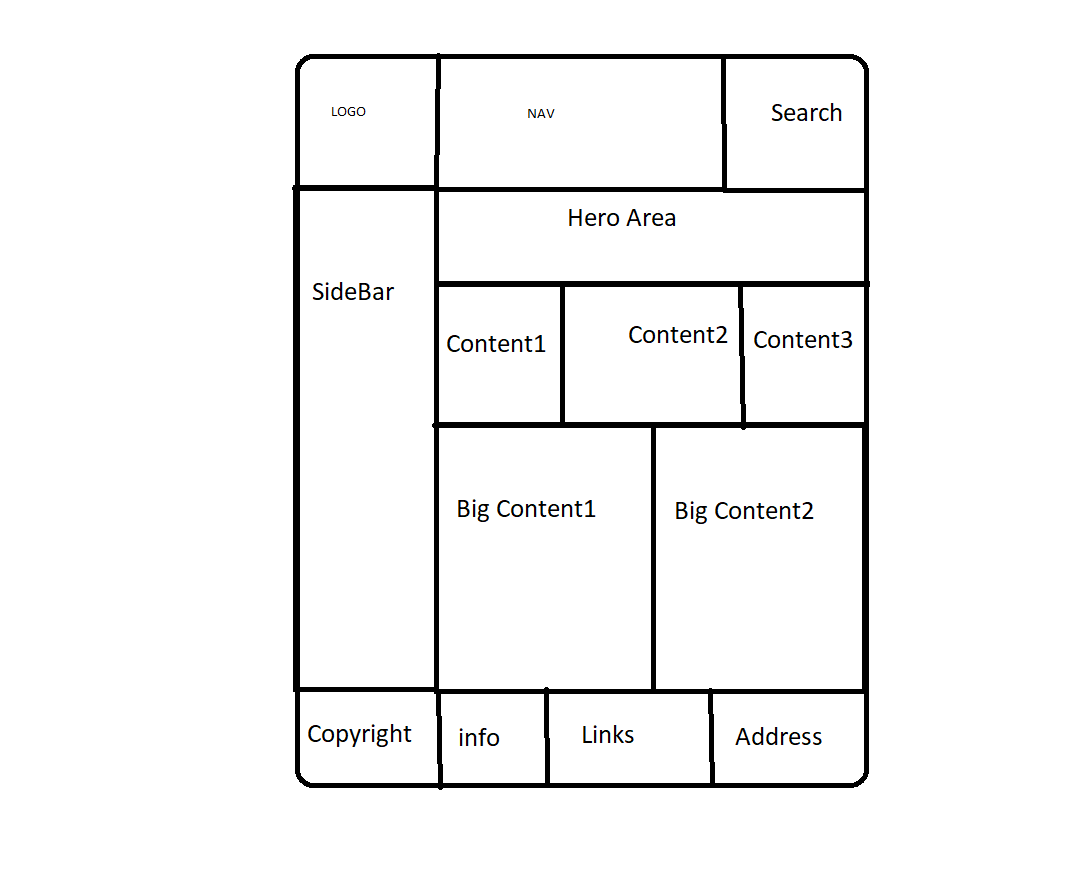 LOGO
NAV
Search
Hero Area
SideBar
Content1
Content2
Content3
Big Content1
Big Content2
Copyright
info
Links
Address